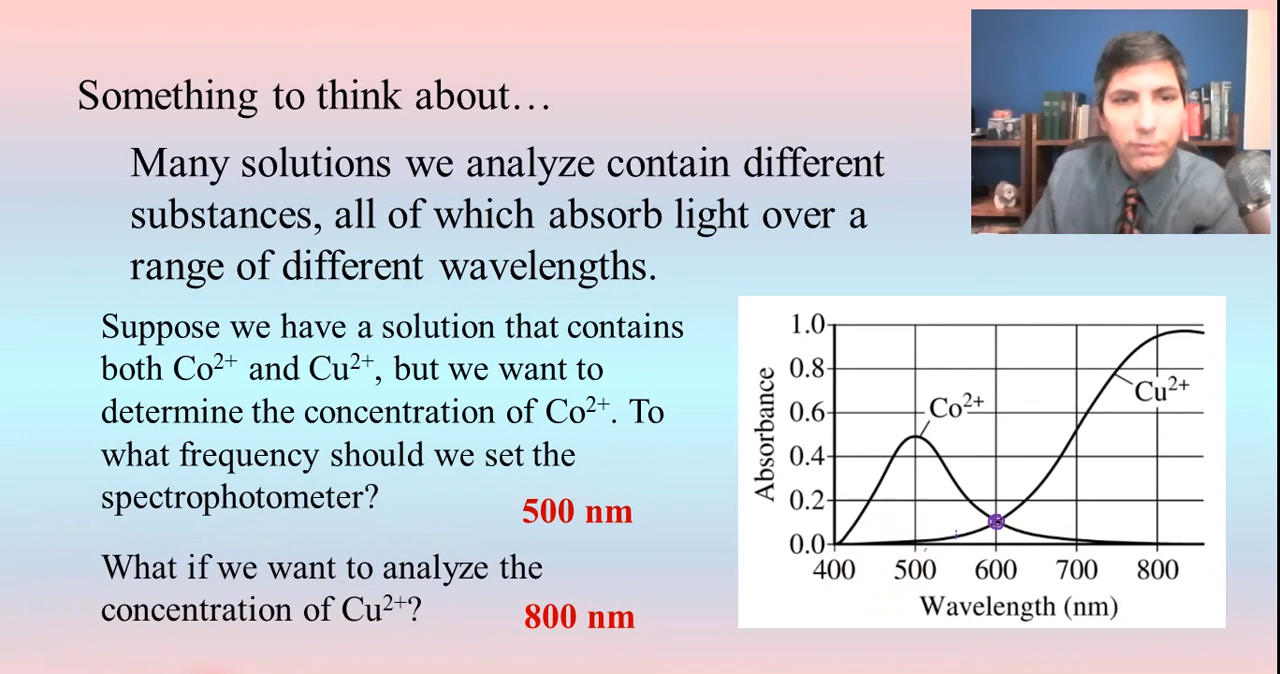 Something to think about…
Many solutions we analyze contain different
substances, all of which absorb light over a
range of different wavelengths.
Suppose we have a solution that contains
both Co²⁺ and Cu²⁺, but we want to
determine the concentration of Co²⁺. To
what frequency should we set the
spectrophotometer?
500 nm
What if we want to analyze the
concentration of Cu²⁺?
800 nm
Absorbance
1.0
0.8
0.6
0.4
0.2
0.0
Co²⁺
Cu²⁺
400 500 600 700 800
Wavelength (nm)